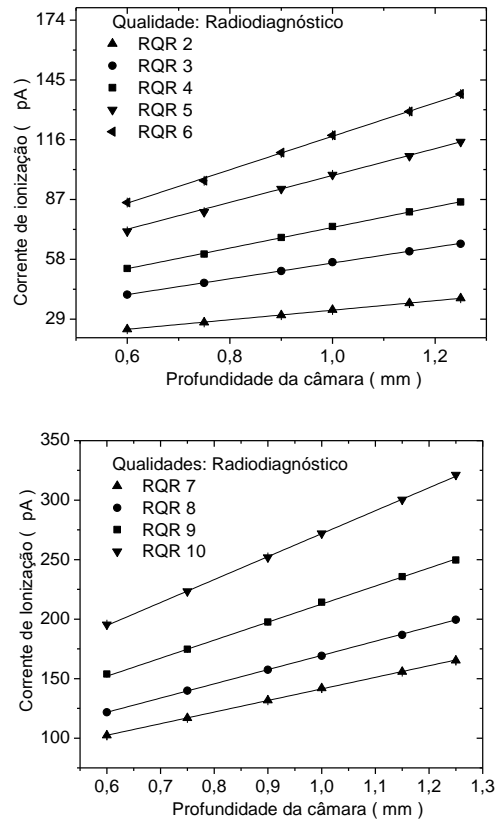 Qualidade: Radiodiagnóstico
RQR 2
RQR 3
RQR 4
RQR 5
RQR 6
174
145
116
87
58
29
Corrente de ionização ( pA)
0,6 0,8 1,0 1,2
Profundidade da câmara ( mm )
Qualidades: Radiodiagnóstico
RQR 7
RQR 8
RQR 9
RQR 10
350
300
250
200
150
100
Corrente de Ionização ( pA)
0,6 0,7 0,8 0,9 1,0 1,1 1,2 1,3
Profundidade da câmara ( mm )